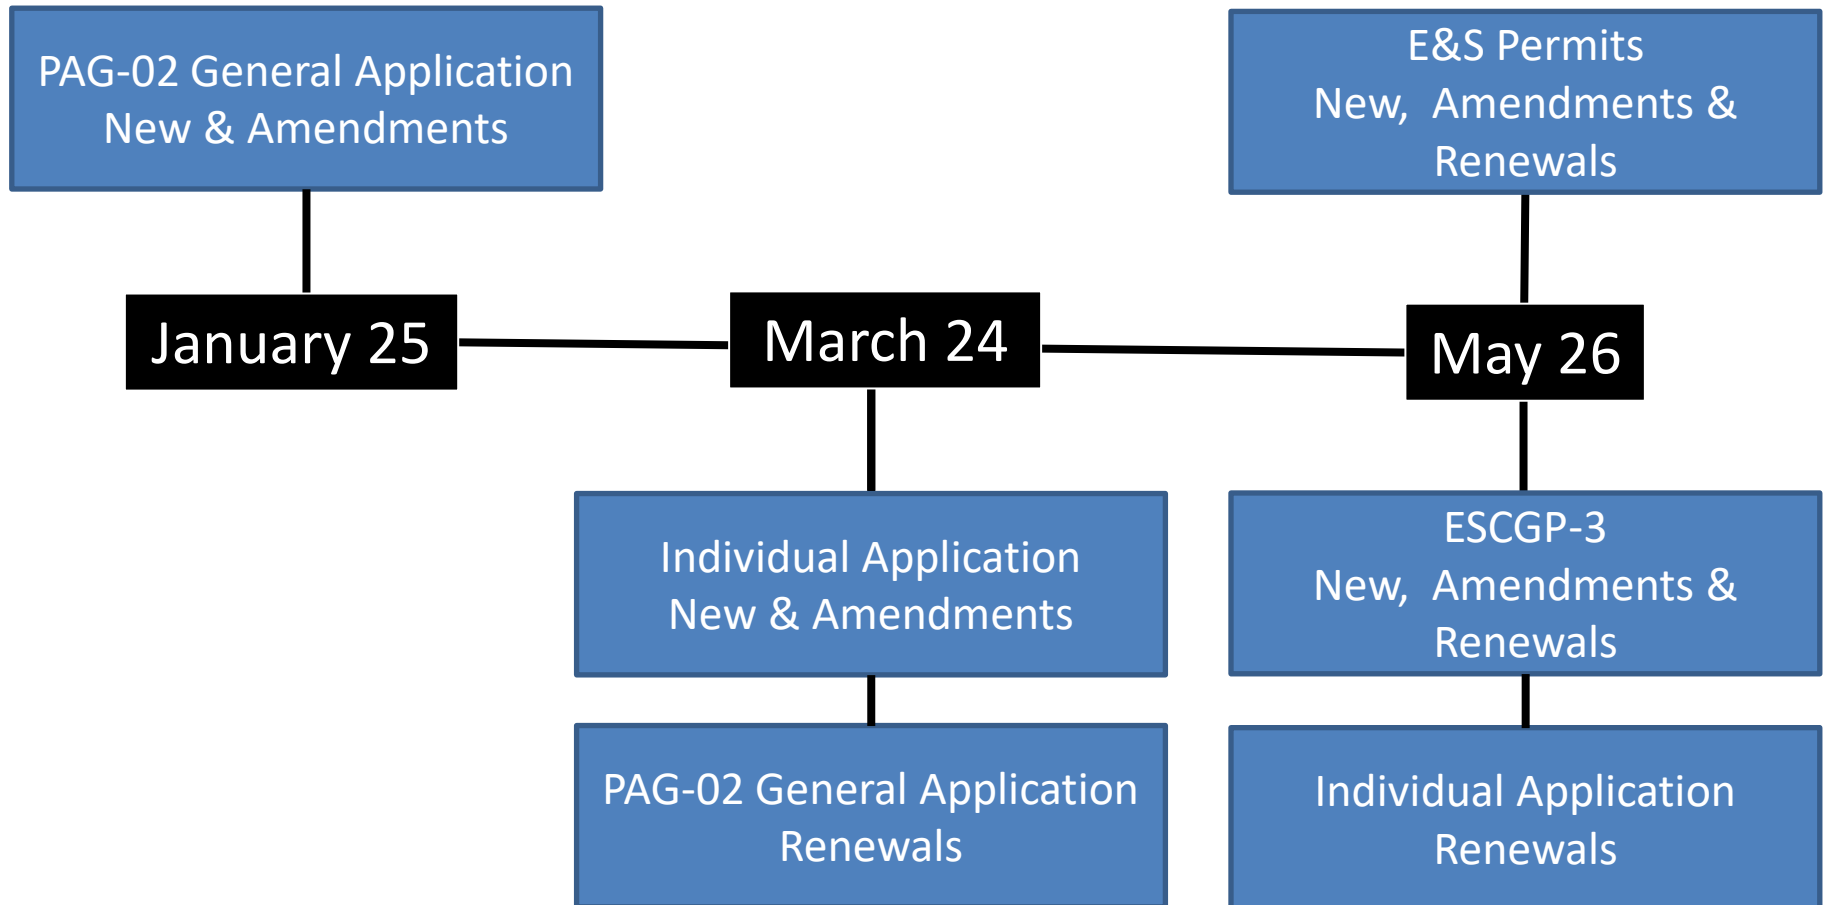 PAG-02 General Application
New & Amendments
E&S Permits
New,  Amendments &
Renewals
January 25
March 24
May 26
Individual Application
New & Amendments
ESCGP-3
New,  Amendments &
Renewals
PAG-02 General Application
Renewals
Individual Application
Renewals